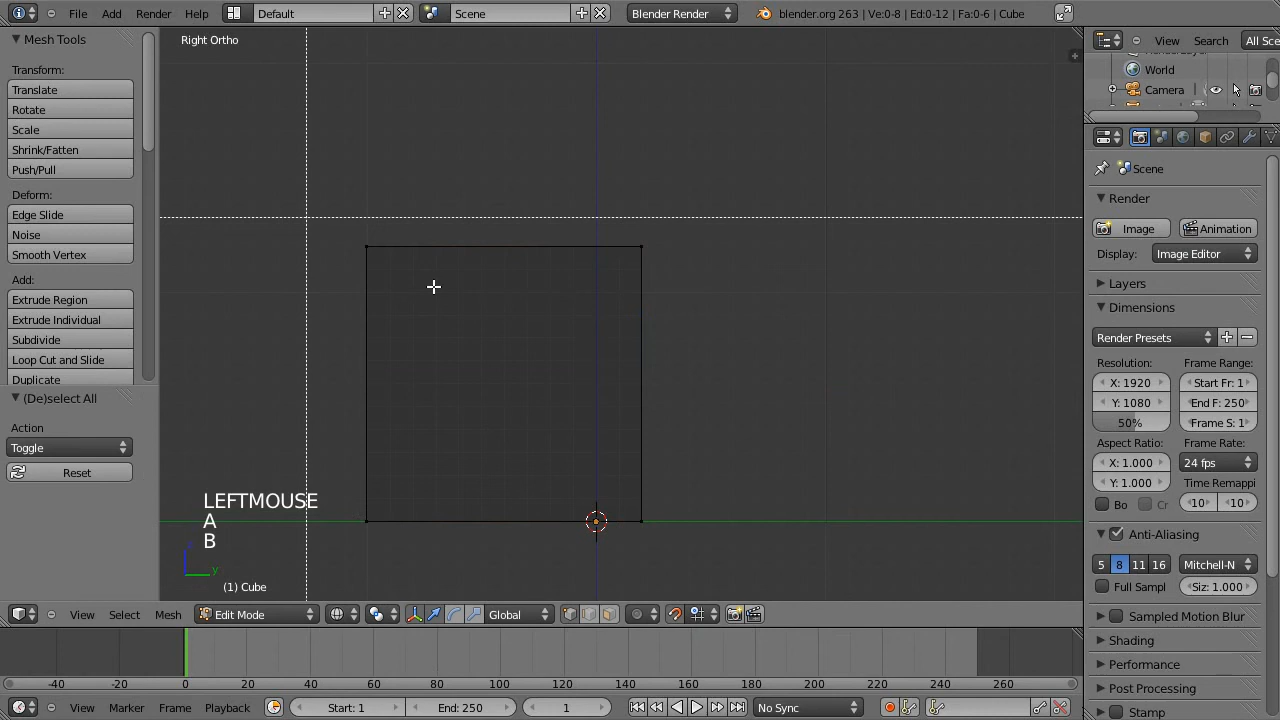 File Add Render Help Default Scene Blender Render blender.org 263 | Ve:0-8 | Ed:0-12 | Fa:0-6 | Cube
Mesh Tools
Transform:
Translate
Rotate
Scale
Shrink/Fatten
Push/Pull
Deform:
Edge Slide
Noise
Smooth Vertex
Add:
Extrude Region
Extrude Individual
Subdivide
Loop Cut and Slide
Duplicate
(De)select All
Action
Toggle
Reset
Right Ortho
LEFTMOUSE
A
B
z
y
(1) Cube
View Select Mesh Edit Mode Global
-40 -20 0 20 40 60 80 100 120 140 160 180 200 220 240 260
View Marker Frame Playback Start: 1 End: 250 1 No Sync
View Search All Sce
World
Camera
Scene
Render
Image Animation
Display: Image Editor
Layers
Dimensions
Render Presets
Resolution: Frame Range:
X: 1920 Start Fr: 1
Y: 1080 End F: 250
50% Frame S: 1
Aspect Ratio: Frame Rate:
X: 1.000 24 fps
Y: 1.000 Time Remappi
Bo Cr 10 10
Anti-Aliasing
5 8 11 16 Mitchell-N
Full Sampl Siz: 1.000
Sampled Motion Blur
Shading
Performance
Post Processing
Stamp